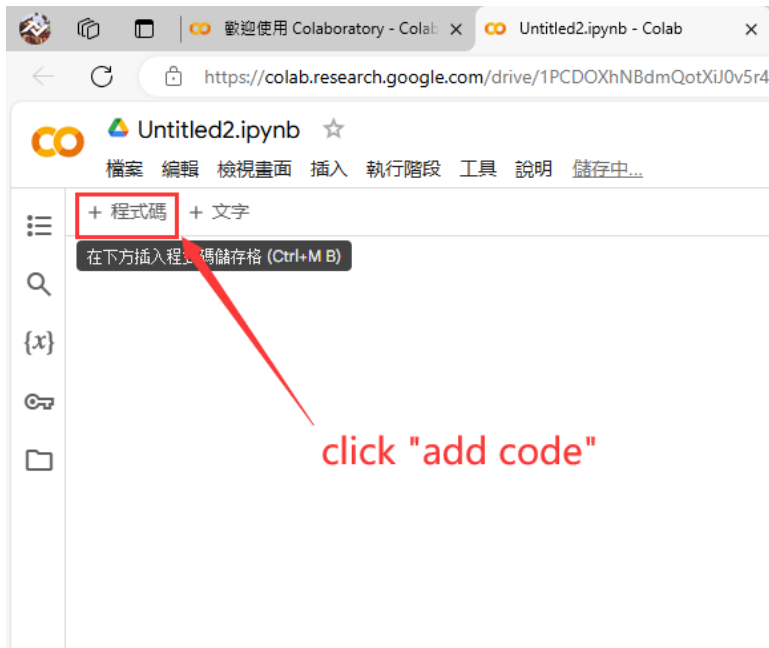 歡迎使用 Colaboratory - Colab
Untitled2.ipynb - Colab
https://colab.research.google.com/drive/1PCDOXhNBdmQotXiJ0v5r4
Untitled2.ipynb
檔案 編輯 檢視畫面 插入 執行階段 工具 說明 儲存中...
+ 程式碼 + 文字
在下方插入程式碼儲存格 (Ctrl+M B)
{x}
click "add code"